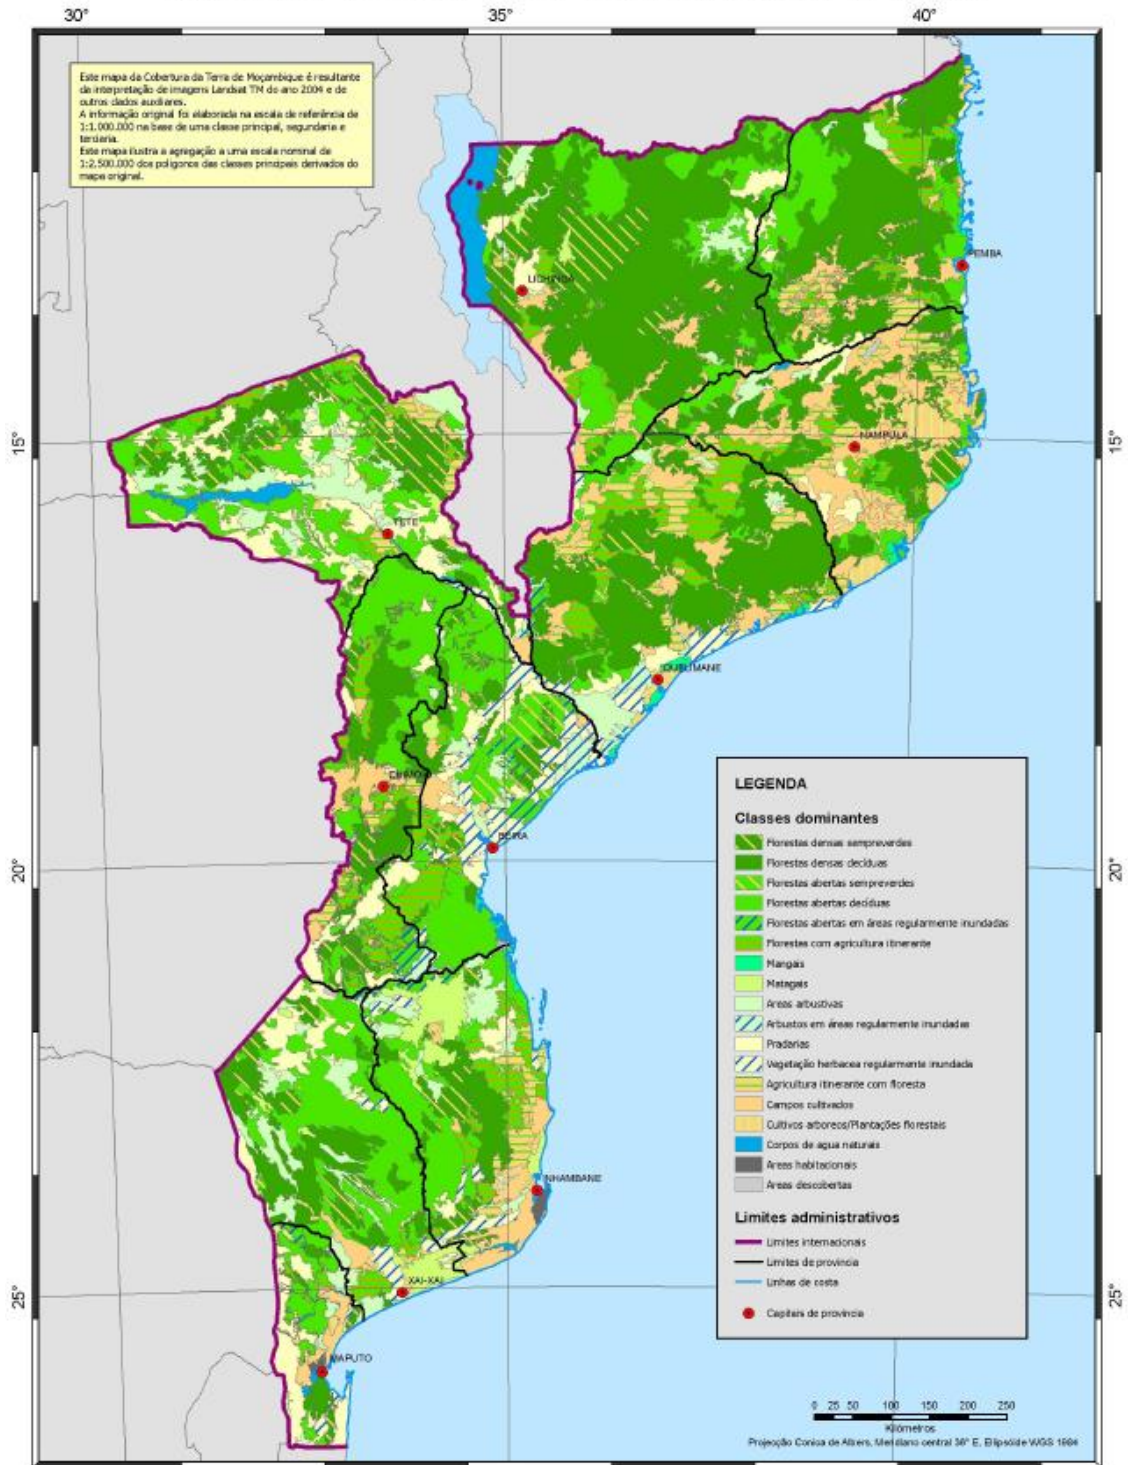 30°
35°
40°
Este mapa da Cobertura da Terra de Moçambique é resultante
da interpretação de imagens Landsat TM do ano 2004 e de
outros dados auxiliares.
A informação original foi elaborada na escala de referência de
1:1.000.000 na base de uma classe principal, segundaria e
terciaria.
Este mapa ilustra a agregação a uma escala nominal de
1:2,500.000 dos poligonos das classes principais derivados do
mapa original.
PEMBA
LICHINGA
15°
15°
NAMPULA
TETE
QUELIMANE
CHIMOIO
BEIRA
20°
20°
INHAMBANE
XAI-XAI
25°
25°
MAPUTO
LEGENDA
Classes dominantes
Florestas densas sempreverdes
Florestas densas decíduas
Florestas abertas sempreverdes
Florestas abertas decíduas
Florestas abertas em áreas regularmente inundadas
Florestas com agricultura itinerante
Mangais
Matagais
Areas arbustivas
Arbustos em áreas regularmente inundadas
Pradarias
Vegetação herbacea regularmente inundada
Agricultura itinerante com floresta
Campos cultivados
Cultivos arboreos/Plantações florestais
Corpos de agua naturais
Areas habitacionais
Areas descobertas
Limites administrativos
Limites internacionais
Limites de provincia
Linhas de costa
Capitais de provincia
0 25 50 100 150 200 250
Kilómetros
Projecção Conica de Albers, Meridiano central 36° E, Elipsóide WGS 1984